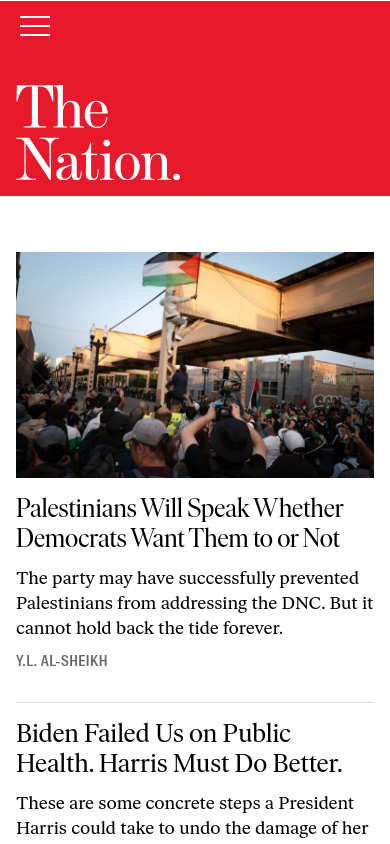 The
Nation.
Palestinians Will Speak Whether
Democrats Want Them to or Not
The party may have successfully prevented
Palestinians from addressing the DNC. But it
cannot hold back the tide forever.
Y.L. AL-SHEIKH
Biden Failed Us on Public
Health. Harris Must Do Better.
These are some concrete steps a President
Harris could take to undo the damage of her